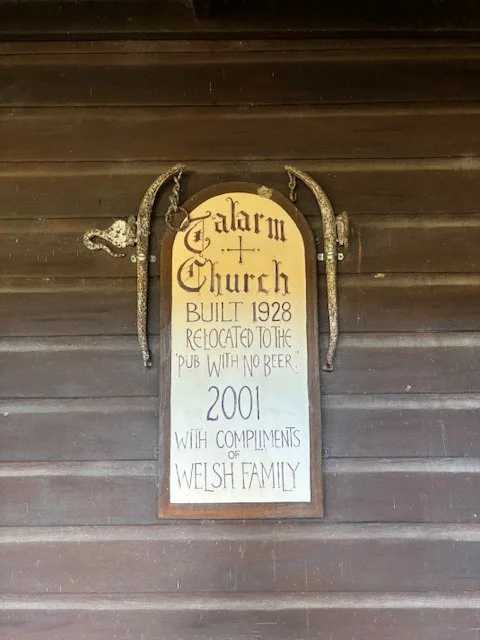 Talarm
Church
BUILT 1928
RELOCATED TO THE
"PUB WITH NO BEER."
2001
WITH COMPLIMENTS
OF
WELSH FAMILY